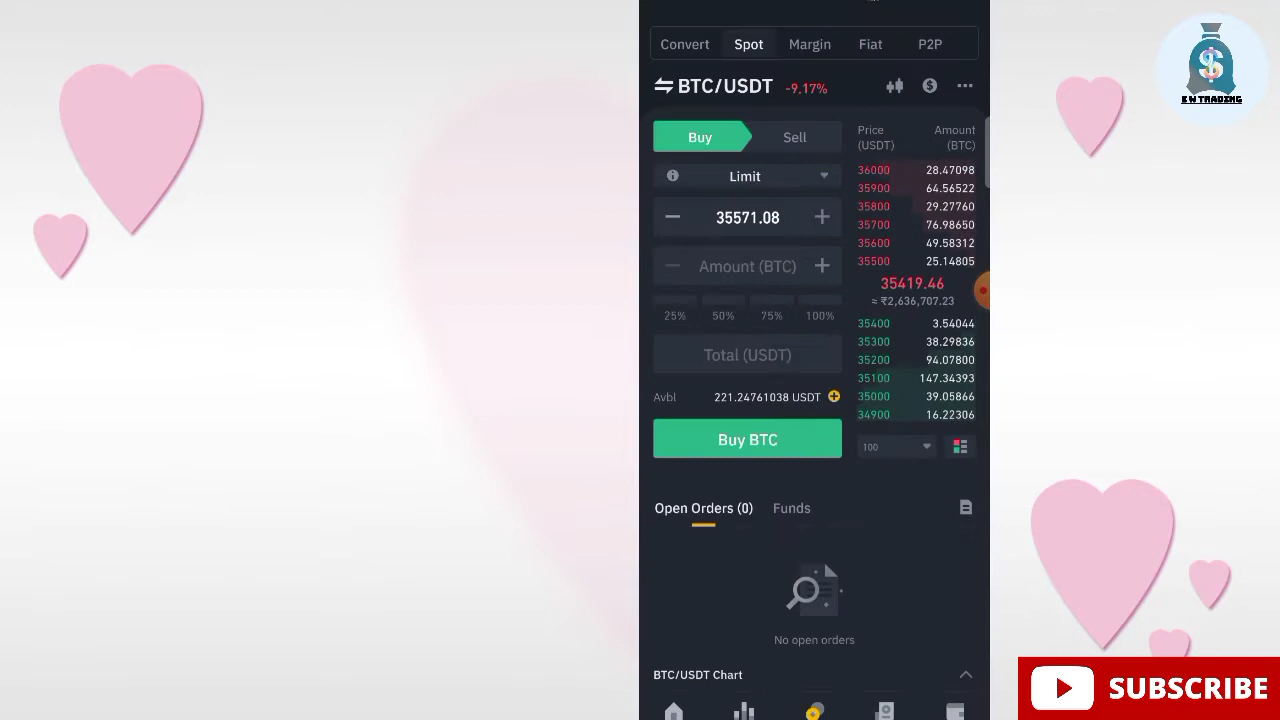 Convert Spot Margin Fiat P2P
BTC/USDT -9.17%
Buy Sell
Limit
35571.08
Amount (BTC)
25% 50% 75% 100%
Total (USDT)
Avbl 221.24761038 USDT
Buy BTC
Price (USDT) Amount (BTC)
36000 28.47098
35900 64.56522
35800 29.27760
35700 76.98650
35600 49.58312
35500 25.14805
35419.46
≈ ₹2,636,707.23
35400 3.54044
35300 38.29836
35200 94.07800
35100 147.34393
35000 39.05866
34900 16.22306
100
Open Orders (0) Funds
No open orders
BTC/USDT Chart
SUBSCRIBE